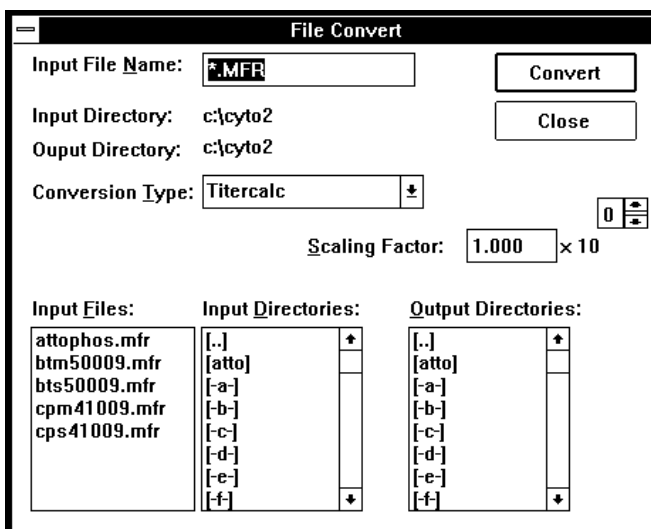 File Convert
Input File Name: *.MFR
Convert
Input Directory: c:\cyto2
Close
Ouput Directory: c:\cyto2
Conversion Type: Titercalc
0
Scaling Factor: 1.000 × 10
Input Files: Input Directories: Output Directories:
attophos.mfr [..] [..]
btm50009.mfr [atto] [atto]
bts50009.mfr [-a-] [-a-]
cpm41009.mfr [-b-] [-b-]
cps41009.mfr [-c-] [-c-]
[-d-] [-d-]
[-e-] [-e-]
[-f-] [-f-]